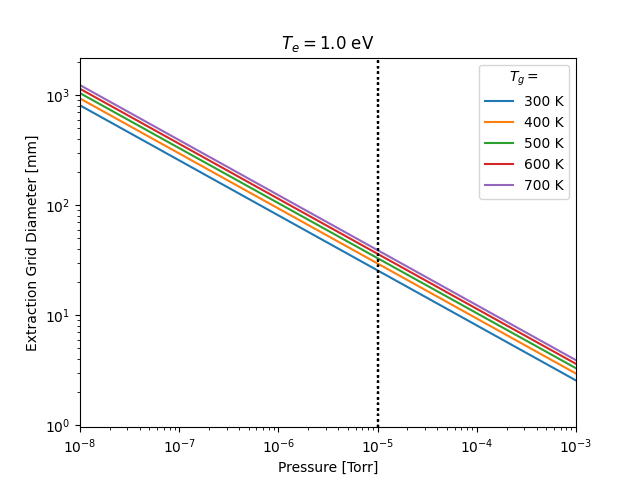 T_e = 1.0 eV
Extraction Grid Diameter [mm]
10^3
10^2
10^1
10^0
T_g =
300 K
400 K
500 K
600 K
700 K
10^-8 10^-7 10^-6 10^-5 10^-4 10^-3
Pressure [Torr]